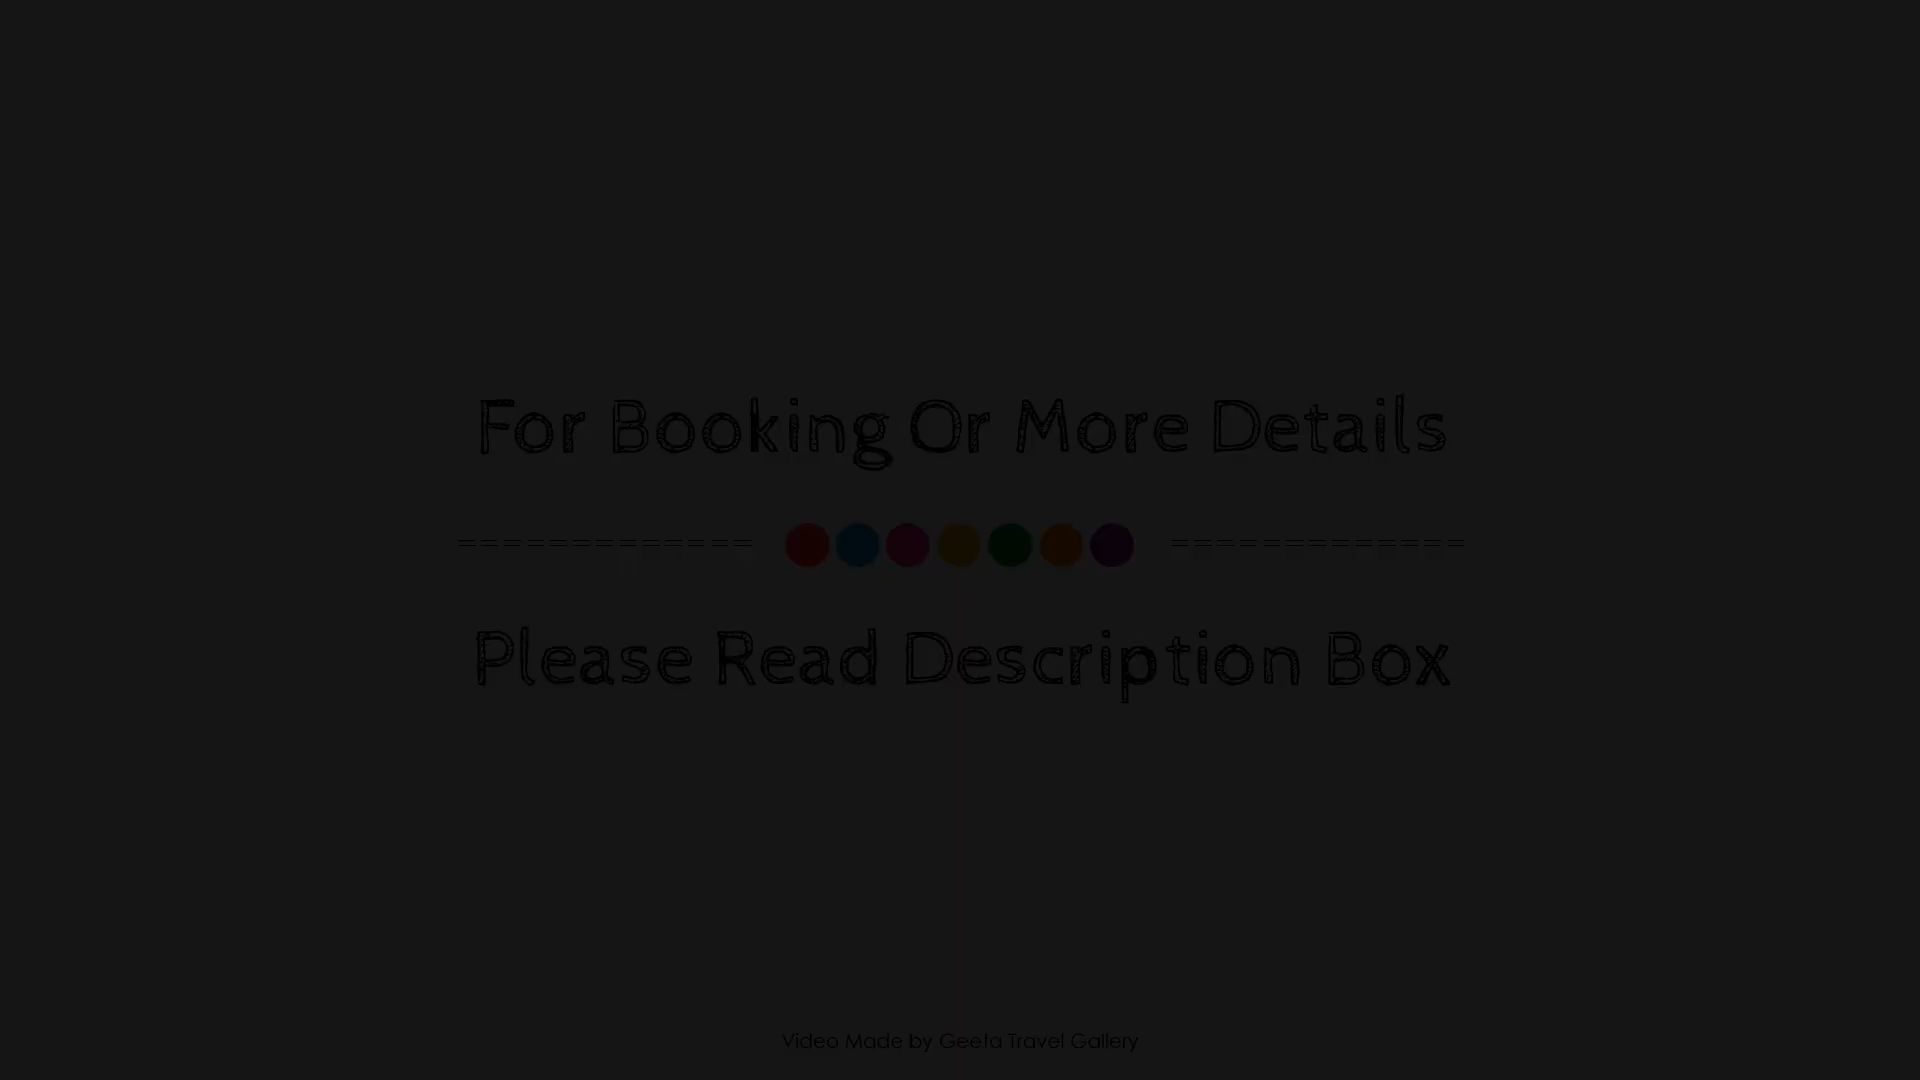 For Booking Or More Details
============= =============
Please Read Description Box
Video Made by Geeta Travel Gallery